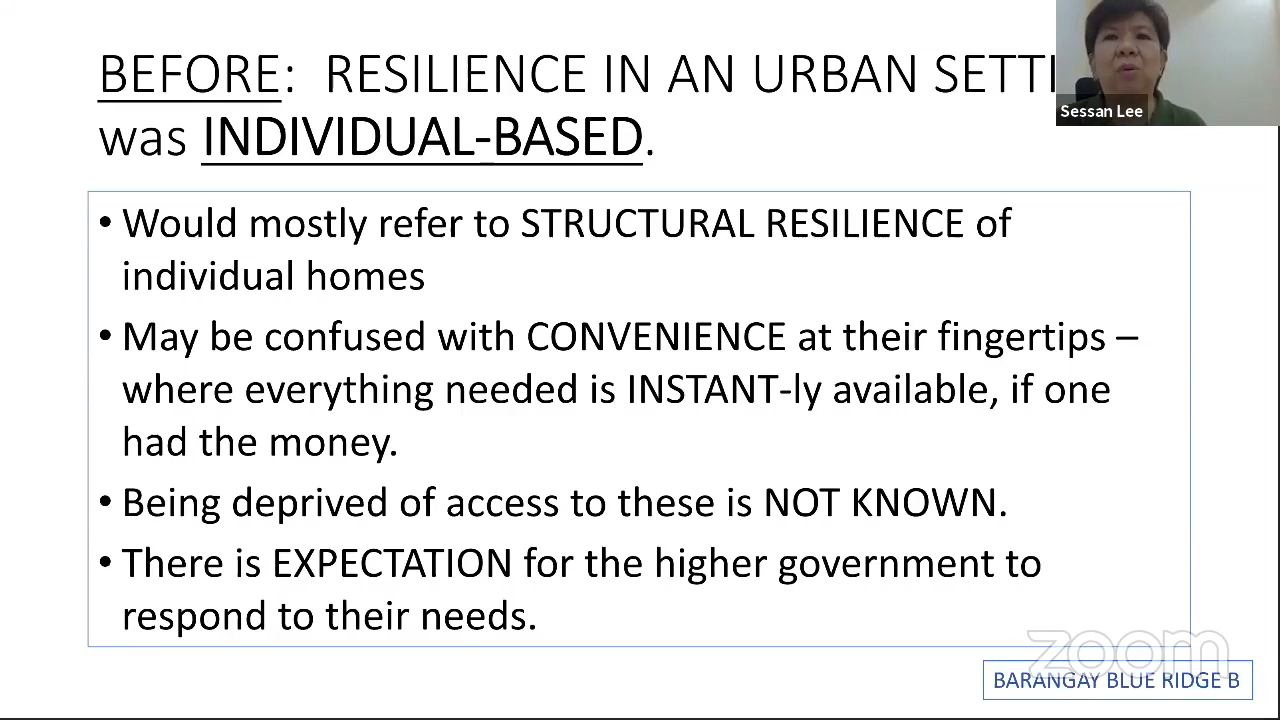 BEFORE: RESILIENCE IN AN URBAN SETTI
was INDIVIDUAL-BASED.
Sessan Lee
• Would mostly refer to STRUCTURAL RESILIENCE of
individual homes
• May be confused with CONVENIENCE at their fingertips –
where everything needed is INSTANT-ly available, if one
had the money.
• Being deprived of access to these is NOT KNOWN.
• There is EXPECTATION for the higher government to
respond to their needs.
zoom
BARANGAY BLUE RIDGE B